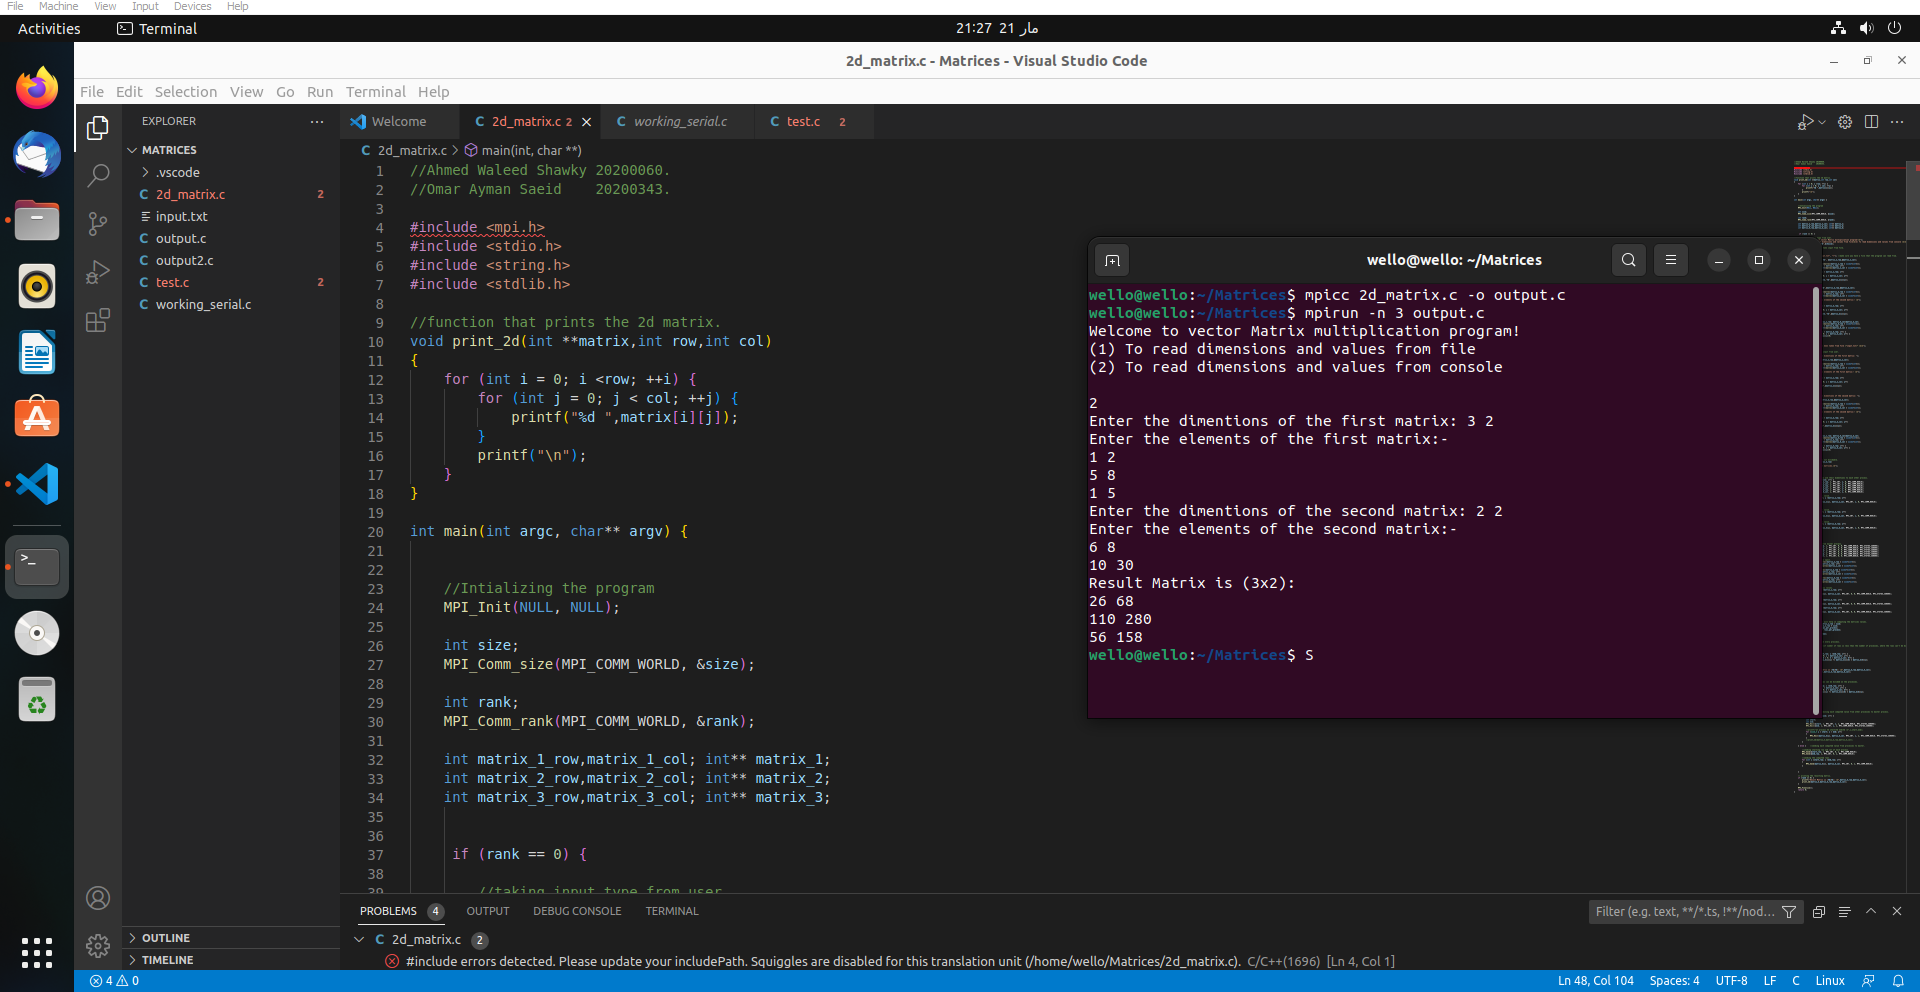 File Machine View Input Devices Help
Activities Terminal 21:27 21 مار
2d_matrix.c - Matrices - Visual Studio Code
File Edit Selection View Go Run Terminal Help
EXPLORER
MATRICES
.vscode
2d_matrix.c 2
input.txt
output.c
output2.c
test.c 2
working_serial.c
OUTLINE
TIMELINE
Welcome 2d_matrix.c 2 working_serial.c test.c 2
2d_matrix.c > main(int, char **)
1 //Ahmed Waleed Shawky 20200060.
2 //Omar Ayman Saeid    20200343.
3
4 #include <mpi.h>
5 #include <stdio.h>
6 #include <string.h>
7 #include <stdlib.h>
8
9 //function that prints the 2d matrix.
10 void print_2d(int **matrix,int row,int col)
11 {
12     for (int i = 0; i <row; ++i) {
13         for (int j = 0; j < col; ++j) {
14             printf("%d ",matrix[i][j]);
15         }
16         printf("\n");
17     }
18 }
19
20 int main(int argc, char** argv) {
21
22
23     //Intializing the program
24     MPI_Init(NULL, NULL);
25
26     int size;
27     MPI_Comm_size(MPI_COMM_WORLD, &size);
28
29     int rank;
30     MPI_Comm_rank(MPI_COMM_WORLD, &rank);
31
32     int matrix_1_row,matrix_1_col; int** matrix_1;
33     int matrix_2_row,matrix_2_col; int** matrix_2;
34     int matrix_3_row,matrix_3_col; int** matrix_3;
35
36
37      if (rank == 0) {
38
39         //taking input type from user
wello@wello: ~/Matrices
wello@wello:~/Matrices$ mpicc 2d_matrix.c -o output.c
wello@wello:~/Matrices$ mpirun -n 3 output.c
Welcome to vector Matrix multiplication program!
(1) To read dimensions and values from file
(2) To read dimensions and values from console
2
Enter the dimentions of the first matrix: 3 2
Enter the elements of the first matrix:-
1 2
5 8
1 5
Enter the dimentions of the second matrix: 2 2
Enter the elements of the second matrix:-
6 8
10 30
Result Matrix is (3x2):
26 68
110 280
56 158
wello@wello:~/Matrices$ S
PROBLEMS 4 OUTPUT DEBUG CONSOLE TERMINAL Filter (e.g. text, **/*.ts, !**/nod...
2d_matrix.c 2
#include errors detected. Please update your includePath. Squiggles are disabled for this translation unit (/home/wello/Matrices/2d_matrix.c). C/C++(1696) [Ln 4, Col 1]
4 0 Ln 48, Col 104 Spaces: 4 UTF-8 LF C Linux